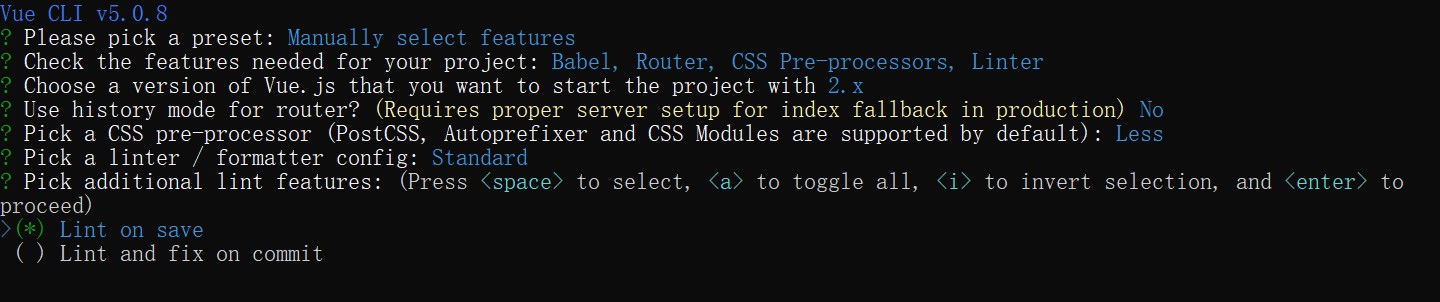 Vue CLI v5.0.8
? Please pick a preset: Manually select features
? Check the features needed for your project: Babel, Router, CSS Pre-processors, Linter
? Choose a version of Vue.js that you want to start the project with 2.x
? Use history mode for router? (Requires proper server setup for index fallback in production) No
? Pick a CSS pre-processor (PostCSS, Autoprefixer and CSS Modules are supported by default): Less
? Pick a linter / formatter config: Standard
? Pick additional lint features: (Press <space> to select, <a> to toggle all, <i> to invert selection, and <enter> to
proceed)
>(*) Lint on save
 ( ) Lint and fix on commit